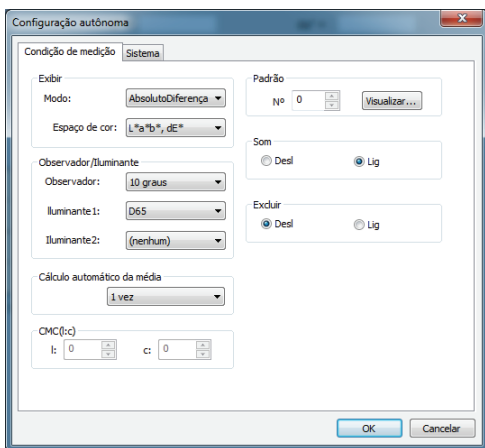 Configuração autônoma
Condição de medição Sistema
Exibir
Modo: AbsolutoDiferença
Espaço de cor: L*a*b*, dE*
Observador/Iluminante
Observador: 10 graus
Iluminante1: D65
Iluminante2: (nenhum)
Cálculo automático da média
1 vez
CMC(l:c)
l: 0 c: 0
Padrão
Nº 0 Visualizar...
Som
Desl Lig
Excluir
Desl Lig
OK Cancelar